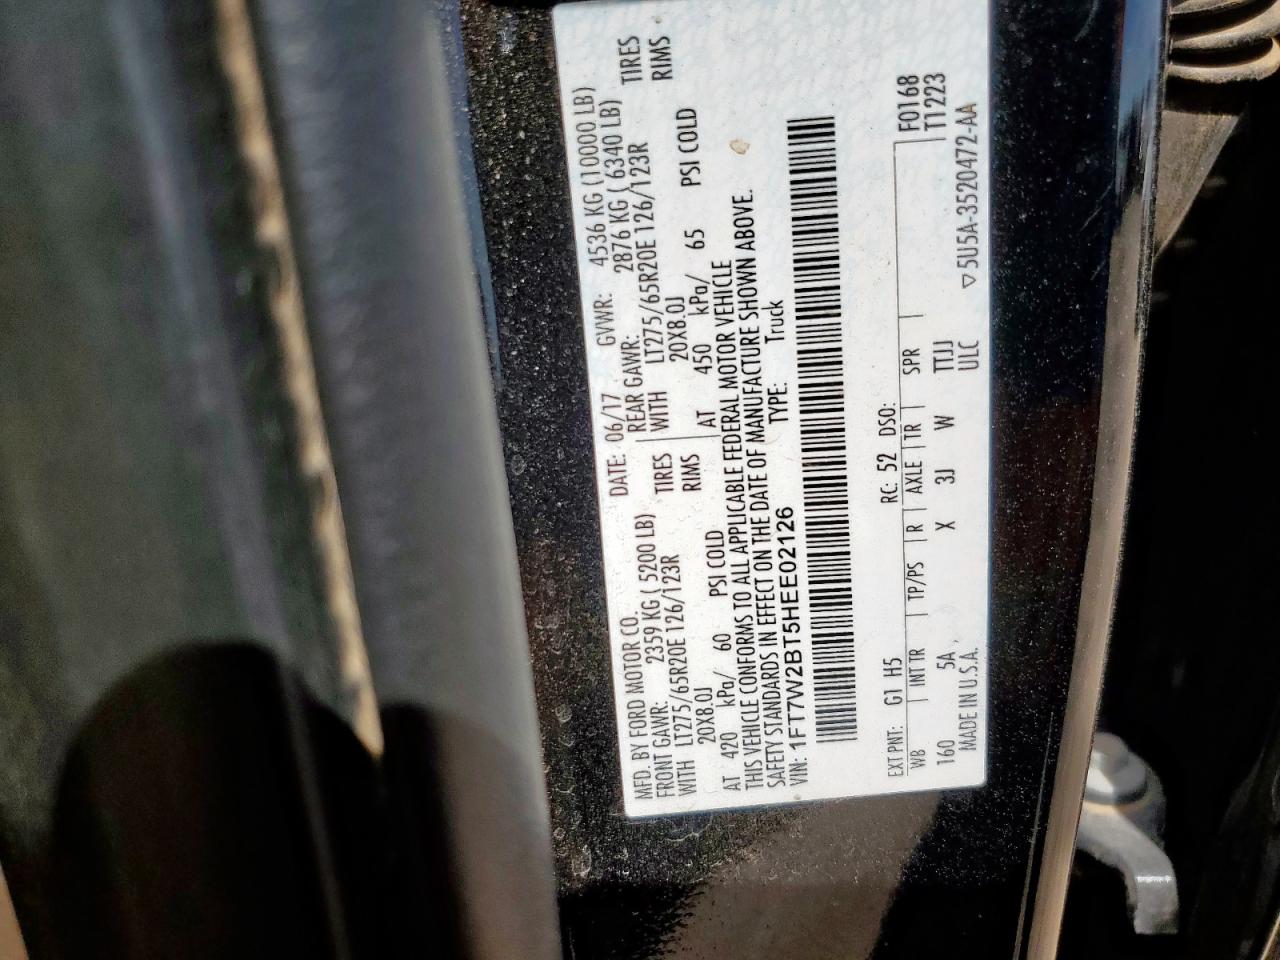 MFD. BY FORD MOTOR CO.
DATE: 06/17 GVWR: 4536 KG (10000 LB)
FRONT GAWR: 2359 KG ( 5200 LB) REAR GAWR: 2876 KG ( 6340 LB)
WITH LT275/65R20E 126/123R TIRES WITH LT275/65R20E 126/123R TIRES
20X8.0J RIMS 20X8.0J RIMS
AT 420 kPa/ 60 PSI COLD AT 450 kPa/ 65 PSI COLD
THIS VEHICLE CONFORMS TO ALL APPLICABLE FEDERAL MOTOR VEHICLE
SAFETY STANDARDS IN EFFECT ON THE DATE OF MANUFACTURE SHOWN ABOVE.
VIN: 1FT7W2BT5HEE02126 TYPE: Truck
EXT PNT: G1 H5 RC: 52 DSO: F0168
WB INT TR TP/PS R AXLE TR SPR T1223
160 5A X 3J W TTJJ
MADE IN U.S.A. ULC ▽ 5U5A-3520472-AA